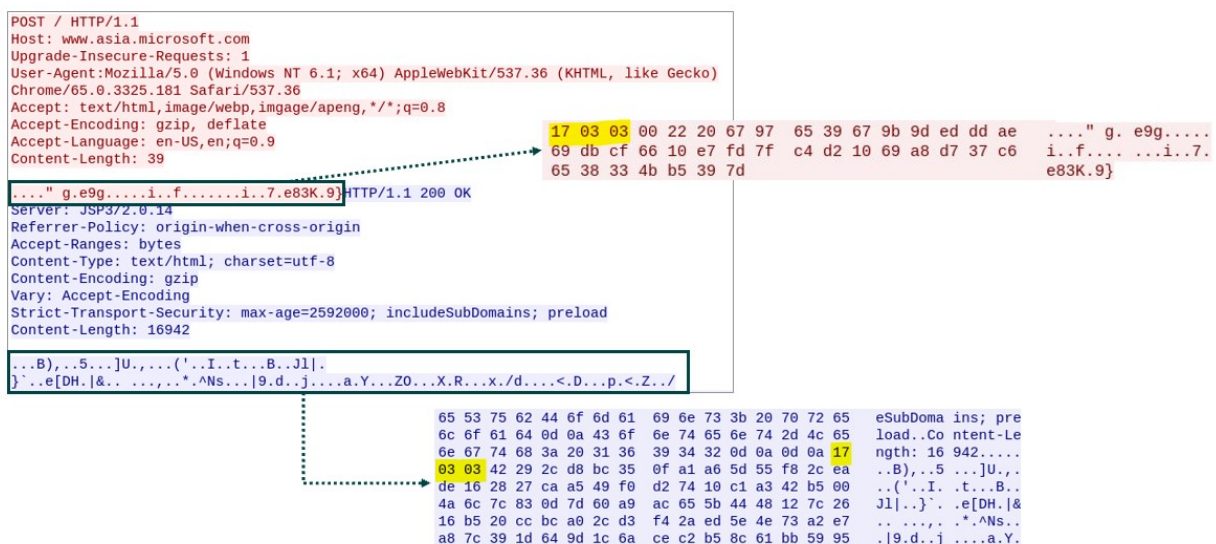 POST / HTTP/1.1
Host: www.asia.microsoft.com
Upgrade-Insecure-Requests: 1
User-Agent:Mozilla/5.0 (Windows NT 6.1; x64) AppleWebKit/537.36 (KHTML, like Gecko)
Chrome/65.0.3325.181 Safari/537.36
Accept: text/html,image/webp,imgage/apeng,*/*;q=0.8
Accept-Encoding: gzip, deflate
Accept-Language: en-US,en;q=0.9
Content-Length: 39
...." g.e9g.....i..f.......i..7.e83K.9}HTTP/1.1 200 OK
Server: JSP3/2.0.14
Referrer-Policy: origin-when-cross-origin
Accept-Ranges: bytes
Content-Type: text/html; charset=utf-8
Content-Encoding: gzip
Vary: Accept-Encoding
Strict-Transport-Security: max-age=2592000; includeSubDomains; preload
Content-Length: 16942
...B),..5...]U.,...('..I..t...B..Jl|.
}`..e[DH.|&.. ...,..*.^Ns...|9.d..j....a.Y...ZO...X.R...x./d....<.D...p.<.Z../
17 03 03 00 22 20 67 97 65 39 67 9b 9d ed dd ae ...." g. e9g.....
69 db cf 66 10 e7 fd 7f c4 d2 10 69 a8 d7 37 c6 i..f.... ...i..7.
65 38 33 4b b5 39 7d e83K.9}
65 53 75 62 44 6f 6d 61 69 6e 73 3b 20 70 72 65 eSubDoma ins; pre
6c 6f 61 64 0d 0a 43 6f 6e 74 65 6e 74 2d 4c 65 load..Co ntent-Le
6e 67 74 68 3a 20 31 36 39 34 32 0d 0a 0d 0a 17 ngth: 16 942.....
03 03 42 29 2c d8 bc 35 0f a1 a6 5d 55 f8 2c ea ..B),..5 ...]U.,.
de 16 28 27 ca a5 49 f0 d2 74 10 c1 a3 42 b5 00 ..('..I. .t...B..
4a 6c 7c 83 0d 7d 60 a9 ac 65 5b 44 48 12 7c 26 Jl|..}`. .e[DH.|&
16 b5 20 cc bc a0 2c d3 f4 2a ed 5e 4e 73 a2 e7 .. ...,. .*.^Ns..
a8 7c 39 1d 64 9d 1c 6a ce c2 b5 8c 61 bb 59 95 .|9.d..j ....a.Y.